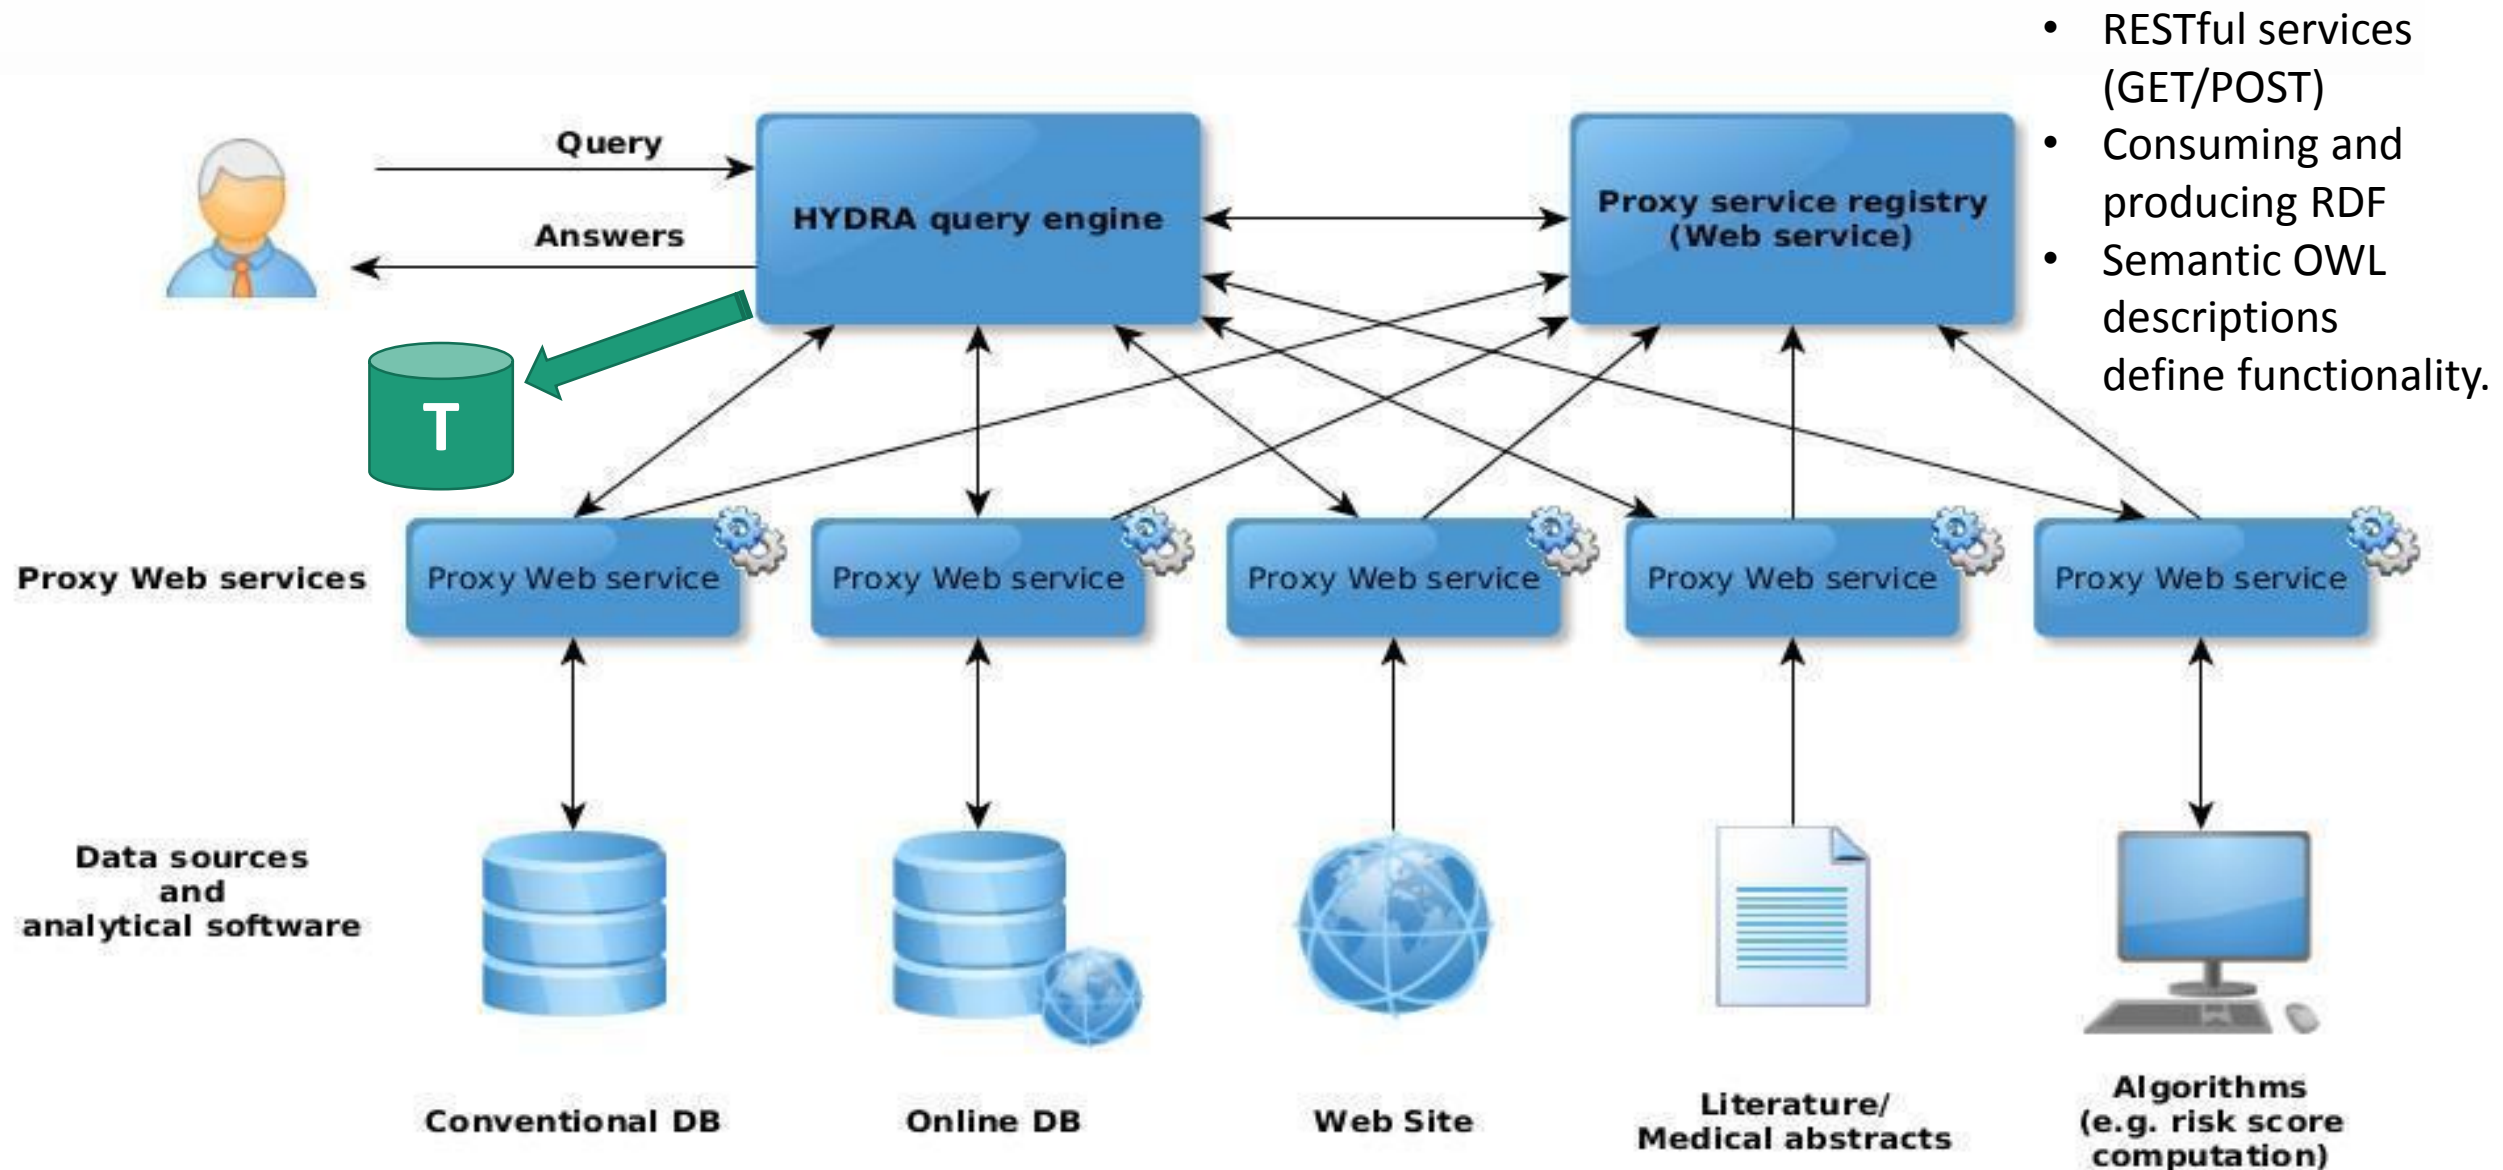 • RESTful services
(GET/POST)
• Consuming and
producing RDF
• Semantic OWL
descriptions
define functionality.
Query
Answers
HYDRA query engine
Proxy service registry
(Web service)
T
Proxy Web services
Proxy Web service
Proxy Web service
Proxy Web service
Proxy Web service
Proxy Web service
Data sources
and
analytical software
Conventional DB
Online DB
Web Site
Literature/
Medical abstracts
Algorithms
(e.g. risk score
computation)